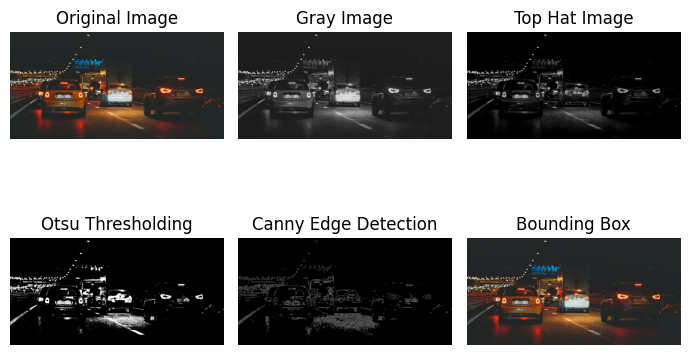 Original Image
Gray Image
Top Hat Image
Otsu Thresholding
Canny Edge Detection
Bounding Box